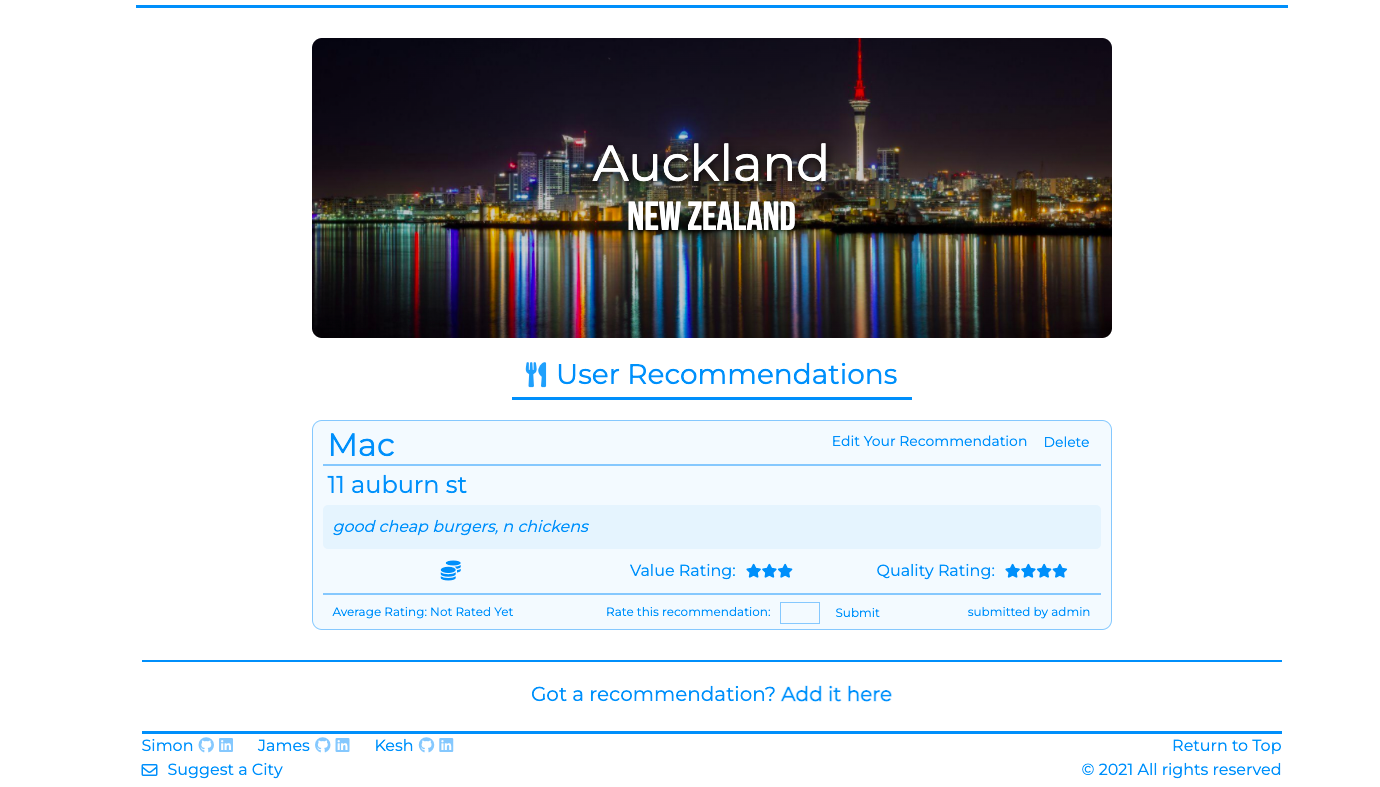 Auckland
NEW ZEALAND
User Recommendations
Mac Edit Your Recommendation Delete
11 auburn st
good cheap burgers, n chickens
Value Rating: Quality Rating:
Average Rating: Not Rated Yet Rate this recommendation: Submit submitted by admin
Got a recommendation? Add it here
Simon James Kesh Return to Top
Suggest a City © 2021 All rights reserved